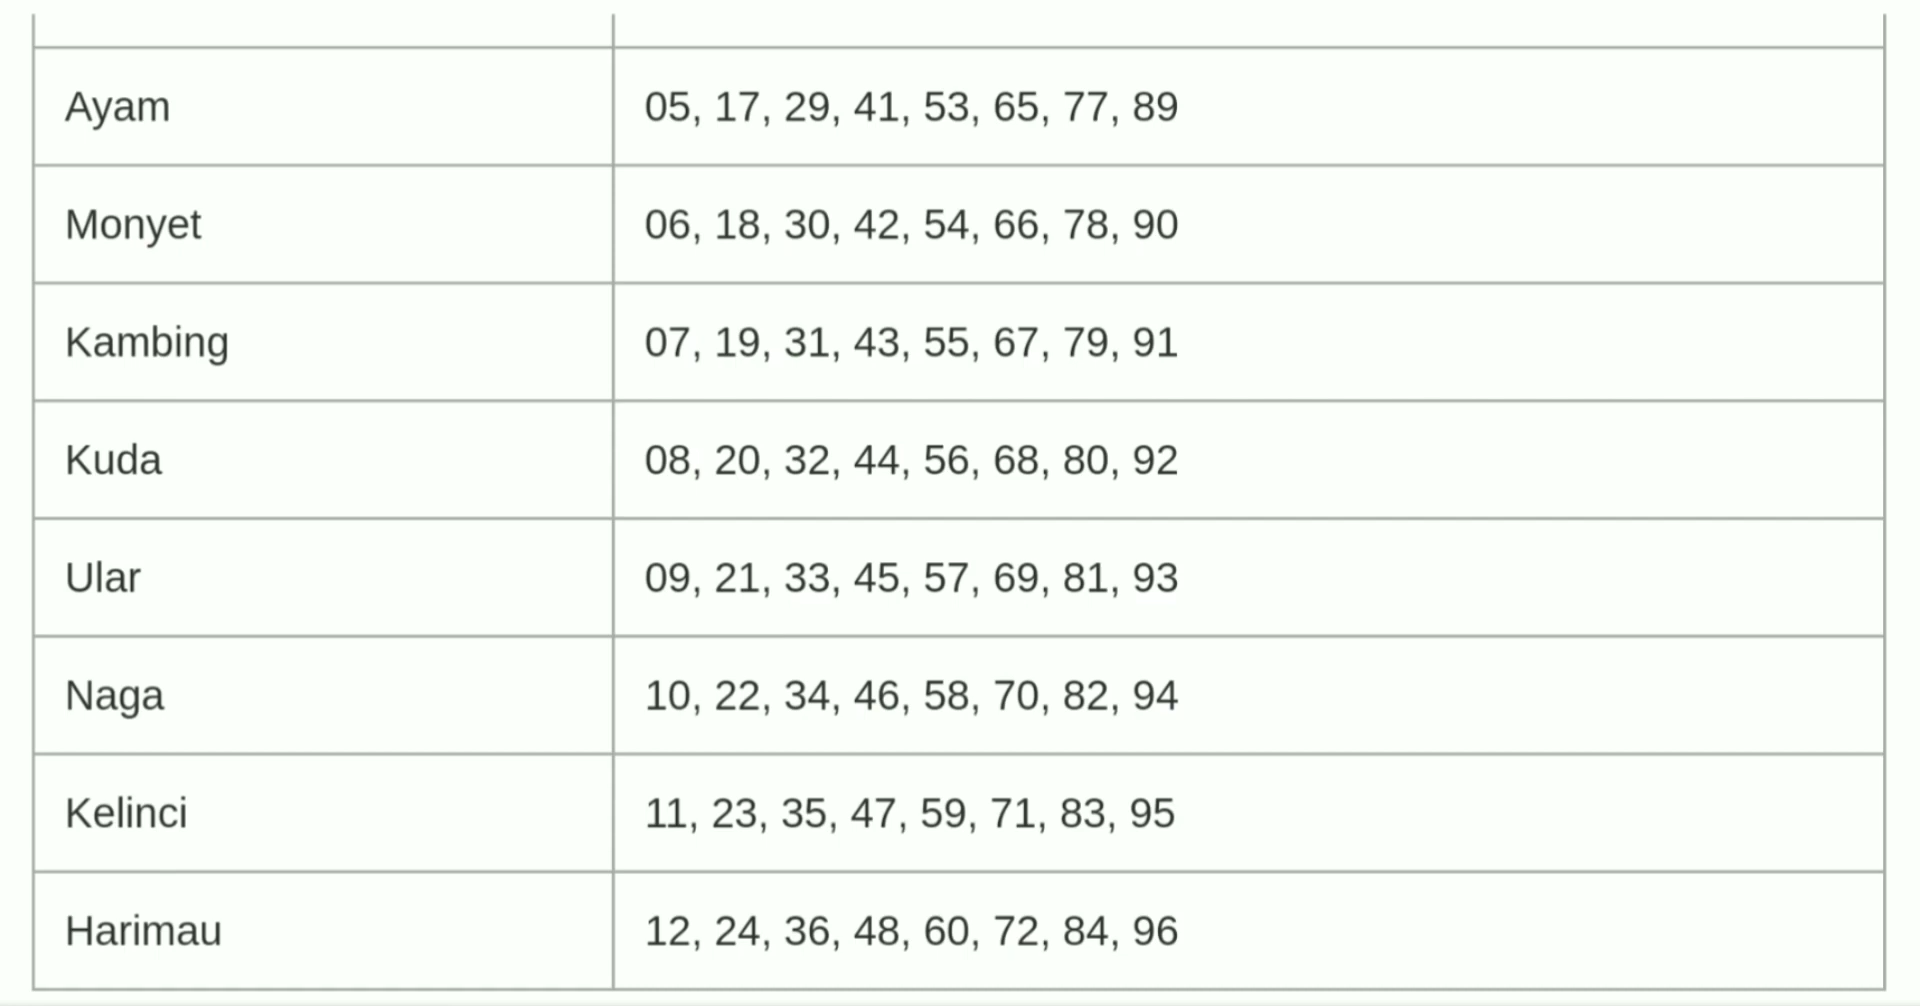 Ayam 05, 17, 29, 41, 53, 65, 77, 89
Monyet 06, 18, 30, 42, 54, 66, 78, 90
Kambing 07, 19, 31, 43, 55, 67, 79, 91
Kuda 08, 20, 32, 44, 56, 68, 80, 92
Ular 09, 21, 33, 45, 57, 69, 81, 93
Naga 10, 22, 34, 46, 58, 70, 82, 94
Kelinci 11, 23, 35, 47, 59, 71, 83, 95
Harimau 12, 24, 36, 48, 60, 72, 84, 96